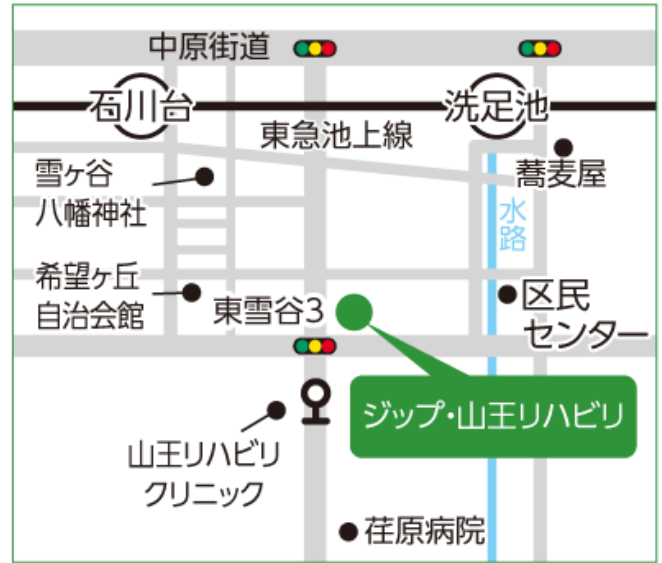 中原街道
石川台
洗足池
東急池上線
蕎麦屋
雪ヶ谷
八幡神社
水路
希望ヶ丘
自治会館
東雪谷3
区民
センター
ジップ・山王リハビリ
山王リハビリ
クリニック
荏原病院